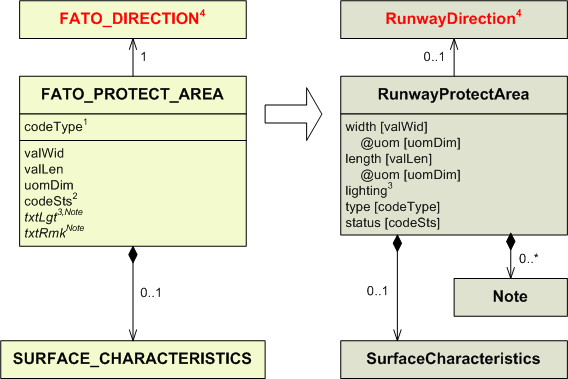 FATO_DIRECTION4
1
FATO_PROTECT_AREA
codeType1
valWid
valLen
uomDim
codeSts2
txtLgt3,Note
txtRmkNote
0..1
SURFACE_CHARACTERISTICS
RunwayDirection4
0..1
RunwayProtectArea
width [valWid]
@uom [uomDim]
length [valLen]
@uom [uomDim]
lighting3
type [codeType]
status [codeSts]
0..*
0..1
Note
SurfaceCharacteristics